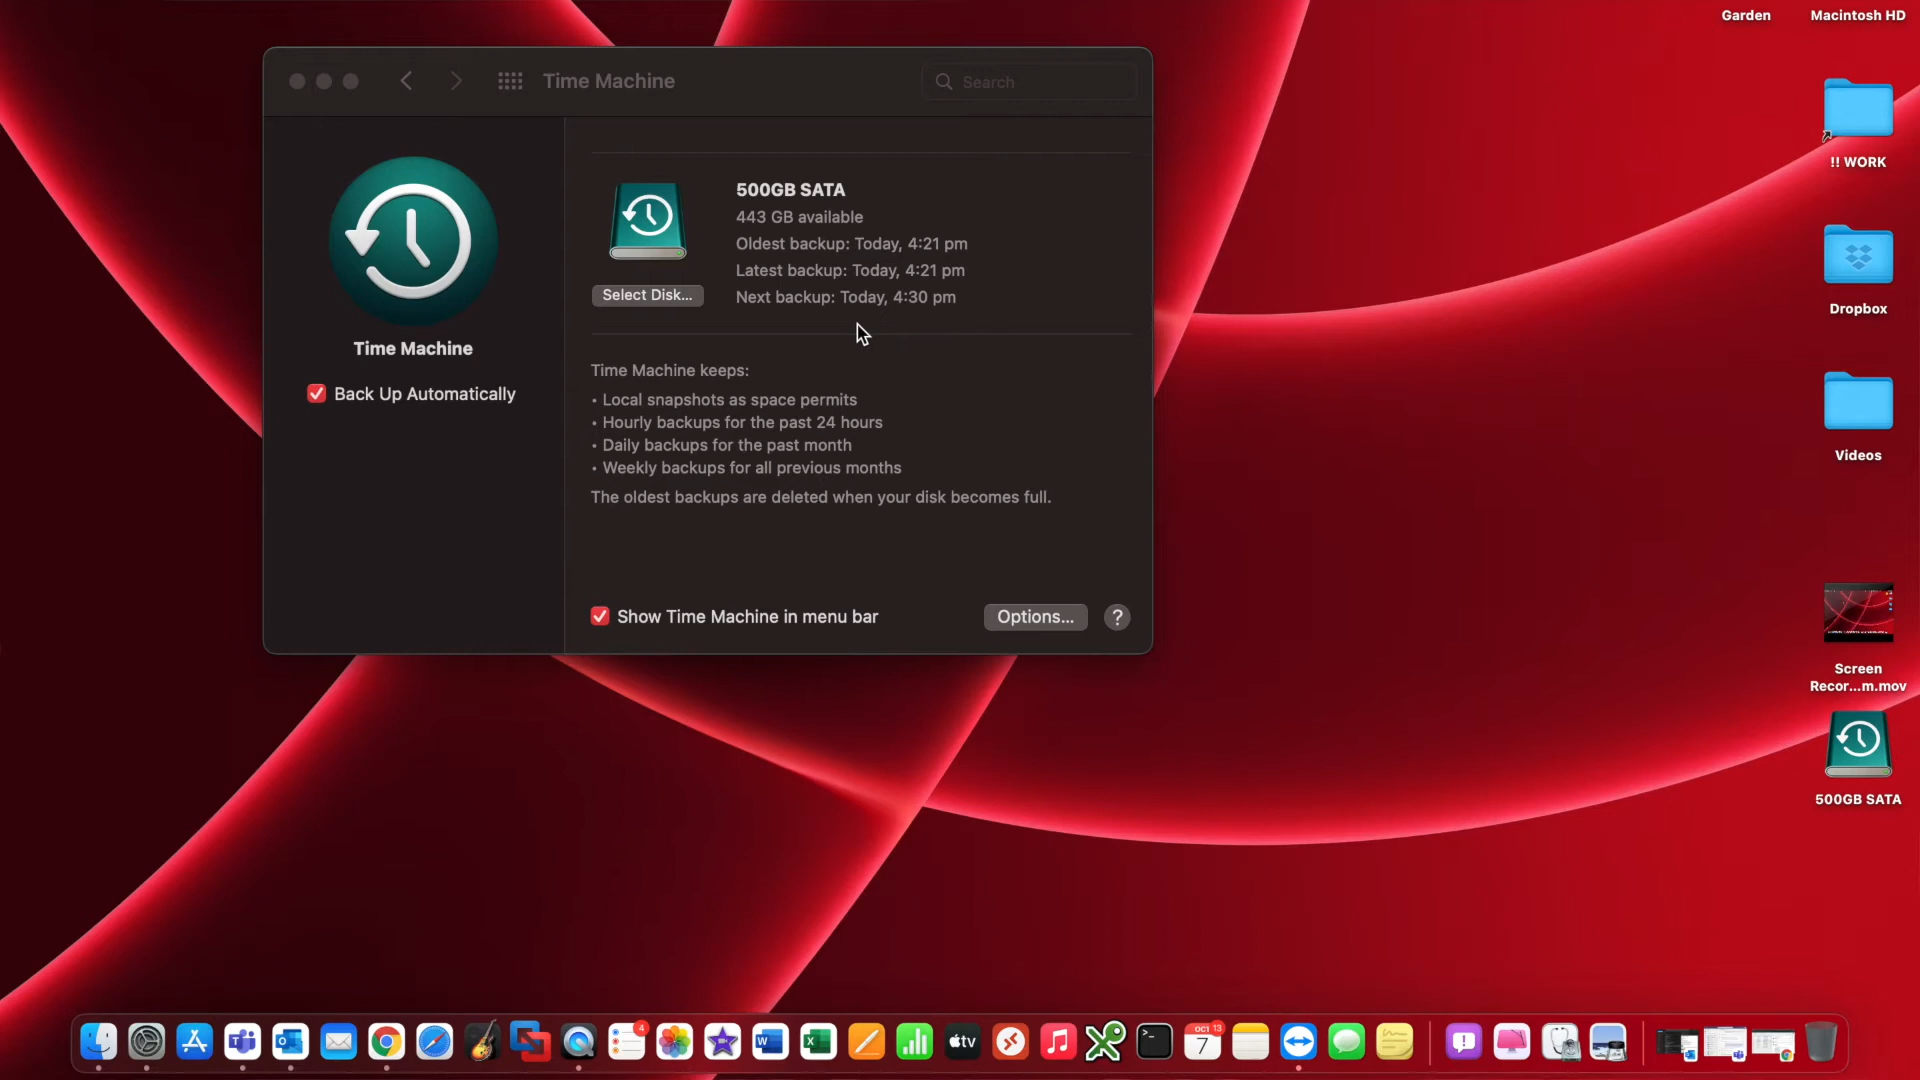 Garden
Macintosh HD
Time Machine
Search
500GB SATA
443 GB available
Oldest backup: Today, 4:21 pm
Latest backup: Today, 4:21 pm
Next backup: Today, 4:30 pm
Select Disk...
Time Machine
Back Up Automatically
Time Machine keeps:
• Local snapshots as space permits
• Hourly backups for the past 24 hours
• Daily backups for the past month
• Weekly backups for all previous months
The oldest backups are deleted when your disk becomes full.
Show Time Machine in menu bar
Options...
?
!! WORK
Dropbox
Videos
Screen
Recor...m.mov
500GB SATA
4
W
X
tv
OCT
13
7